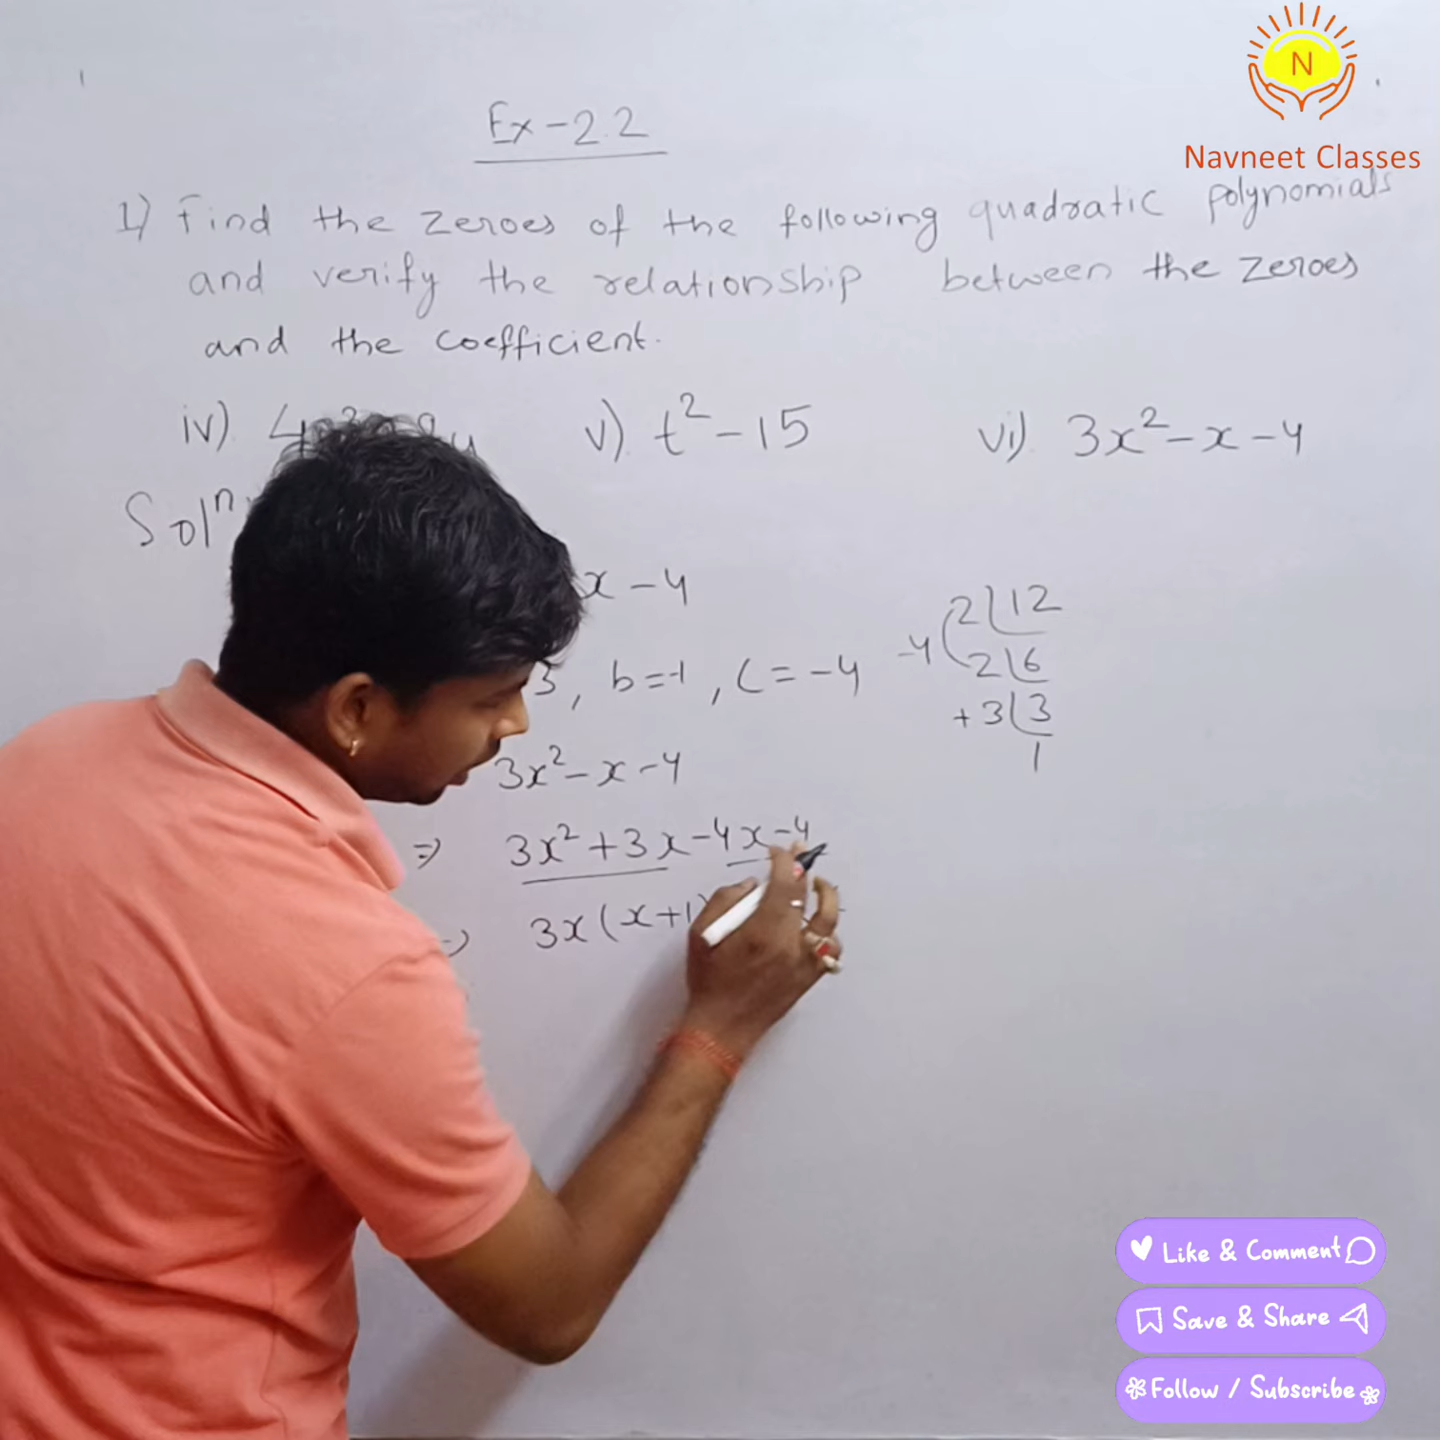 N
Navneet Classes
Ex-2.2
1) Find the zeroes of the following quadratic polynomials
and verify the relationship between the zeroes
and the coefficient.
iv) v) t²-15 vi) 3x²-x-4
Solⁿ
x-4
3, b=-1, c=-4
3x²-x-4
⇒ 3x²+3x-4x-4
3x(x+1)
2 12
-4 2 6
+3 3
1
Like & Comment
Save & Share
Follow / Subscribe